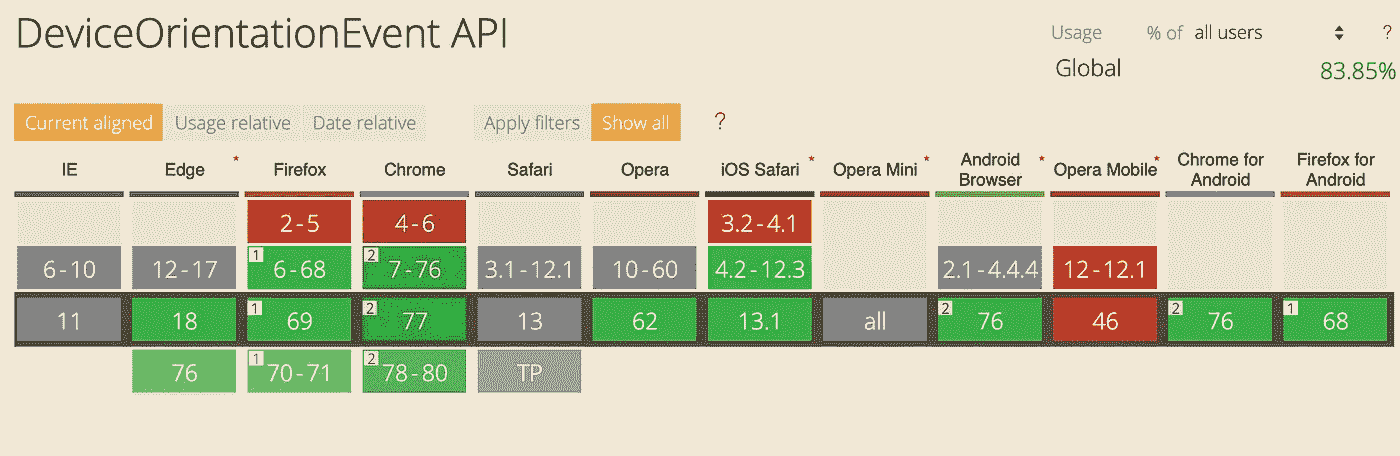 DeviceOrientationEvent API
Usage % of all users ?
Global 83.85%
Current aligned Usage relative Date relative Apply filters Show all ?
IE Edge * Firefox Chrome Safari Opera iOS Safari * Opera Mini * Android Browser * Opera Mobile * Chrome for Android Firefox for Android
2-5 4-6 3.2-4.1
6-10 12-17 1 6-68 2 7-76 3.1-12.1 10-60 4.2-12.3 2.1-4.4.4 12-12.1
11 18 1 69 2 77 13 62 13.1 all 2 76 46 2 76 1 68
76 1 70-71 2 78-80 TP